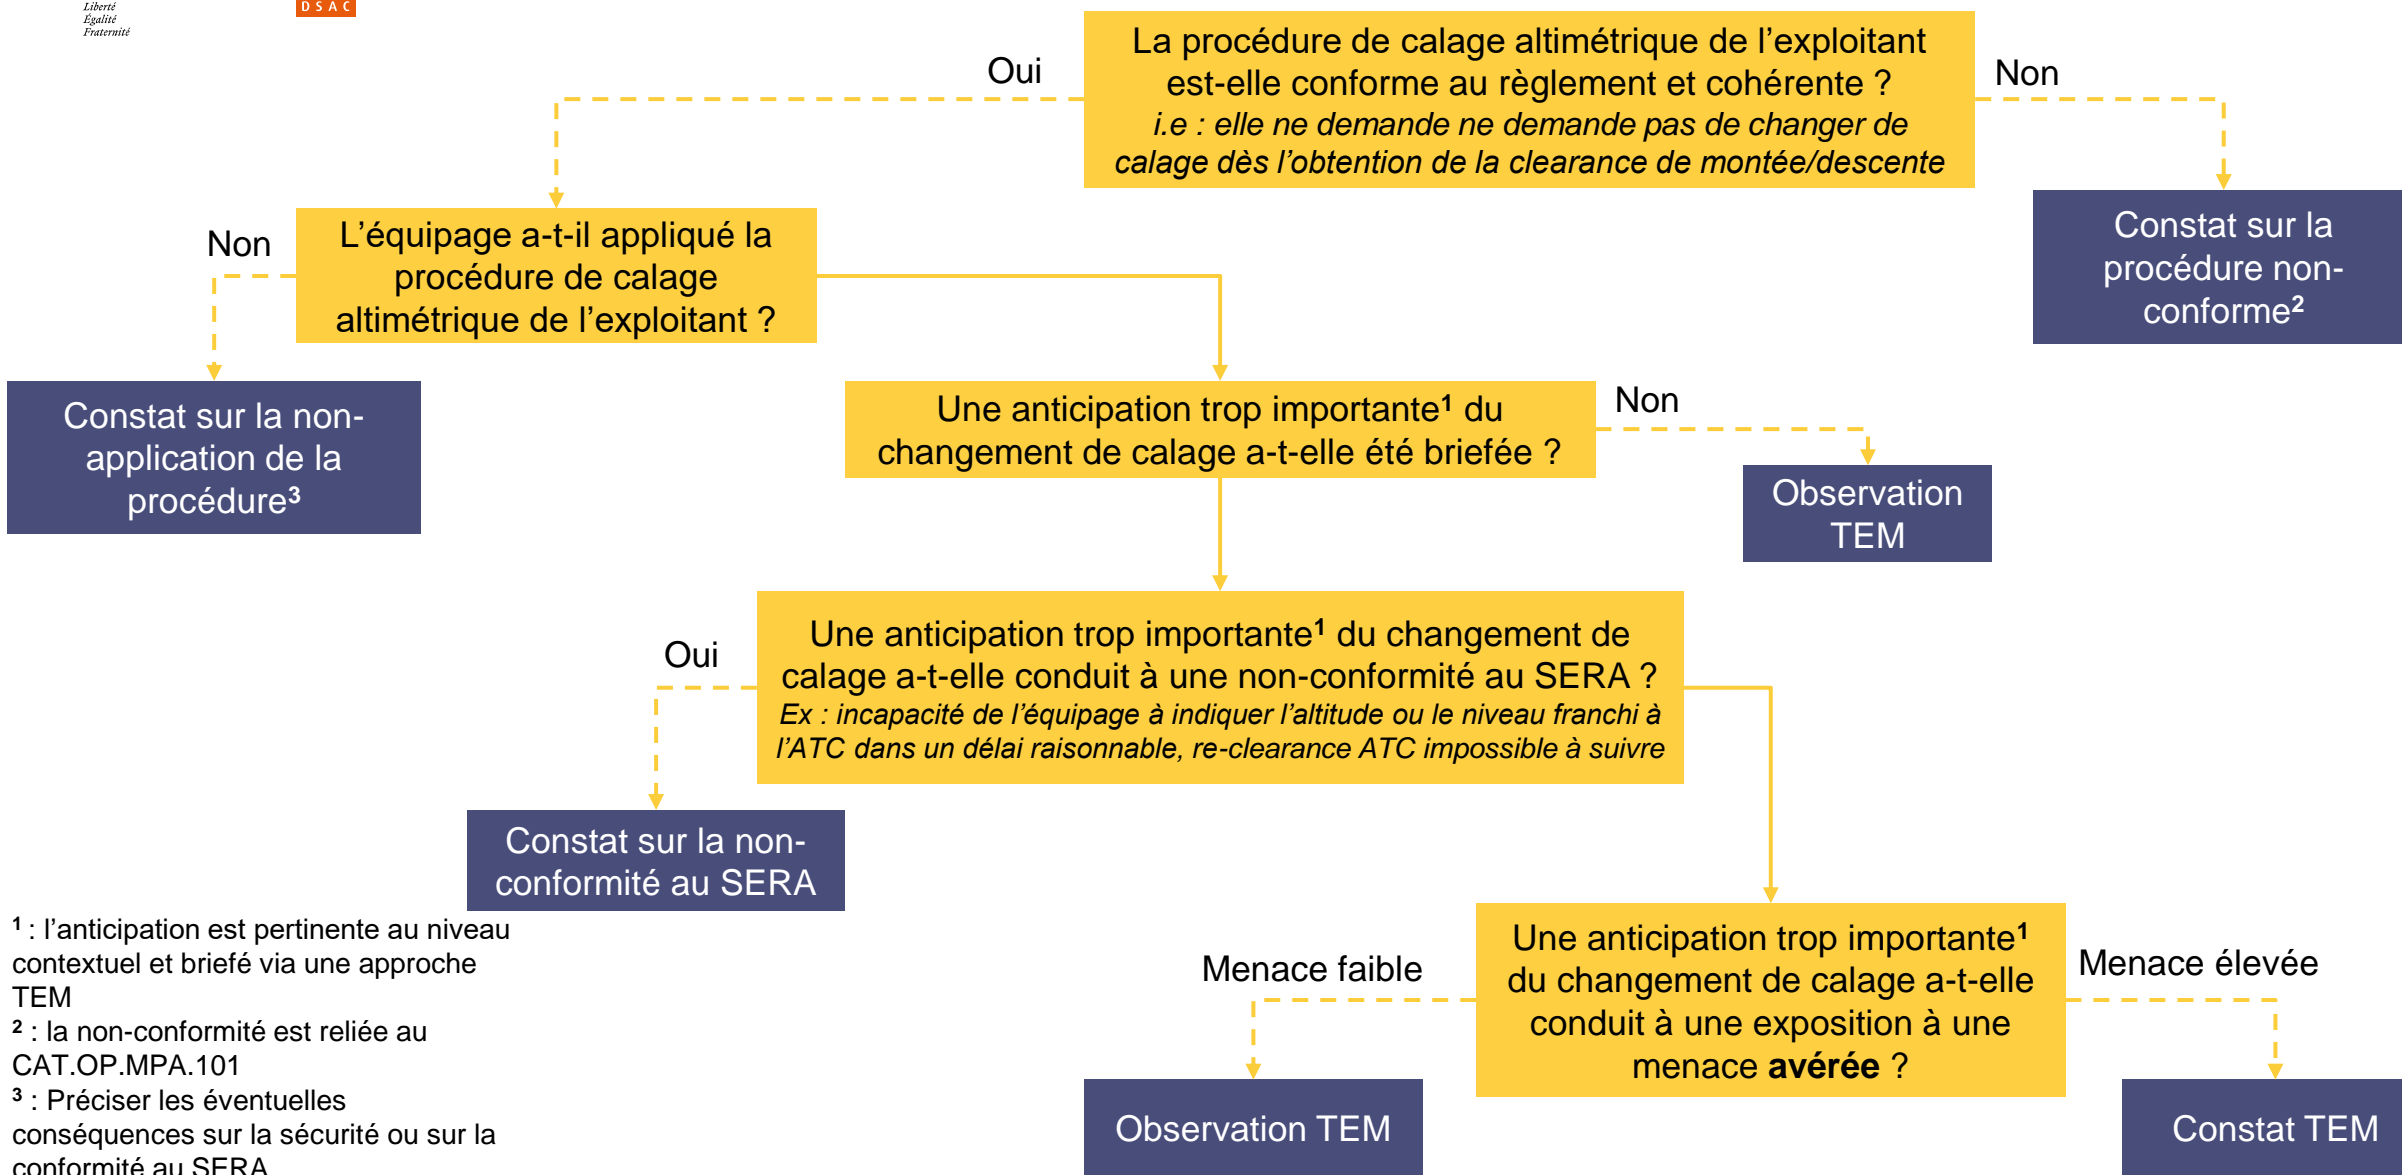 Liberté
Égalité
Fraternité
DSAC
La procédure de calage altimétrique de l'exploitant
est-elle conforme au règlement et cohérente ?
i.e : elle ne demande ne demande pas de changer de
calage dès l'obtention de la clearance de montée/descente
Oui
Non
L'équipage a-t-il appliqué la
procédure de calage
altimétrique de l'exploitant ?
Non
Constat sur la
procédure non-
conforme²
Constat sur la non-
application de la
procédure³
Une anticipation trop importante¹ du
changement de calage a-t-elle été briefée ?
Non
Observation
TEM
Une anticipation trop importante¹ du changement de
calage a-t-elle conduit à une non-conformité au SERA ?
Ex : incapacité de l'équipage à indiquer l'altitude ou le niveau franchi à
l'ATC dans un délai raisonnable, re-clearance ATC impossible à suivre
Oui
Constat sur la non-
conformité au SERA
Une anticipation trop importante¹
du changement de calage a-t-elle
conduit à une exposition à une
menace avérée ?
Menace faible
Menace élevée
Observation TEM
Constat TEM
¹ : l'anticipation est pertinente au niveau
contextuel et briefé via une approche
TEM
² : la non-conformité est reliée au
CAT.OP.MPA.101
³ : Préciser les éventuelles
conséquences sur la sécurité ou sur la
conformité au SERA